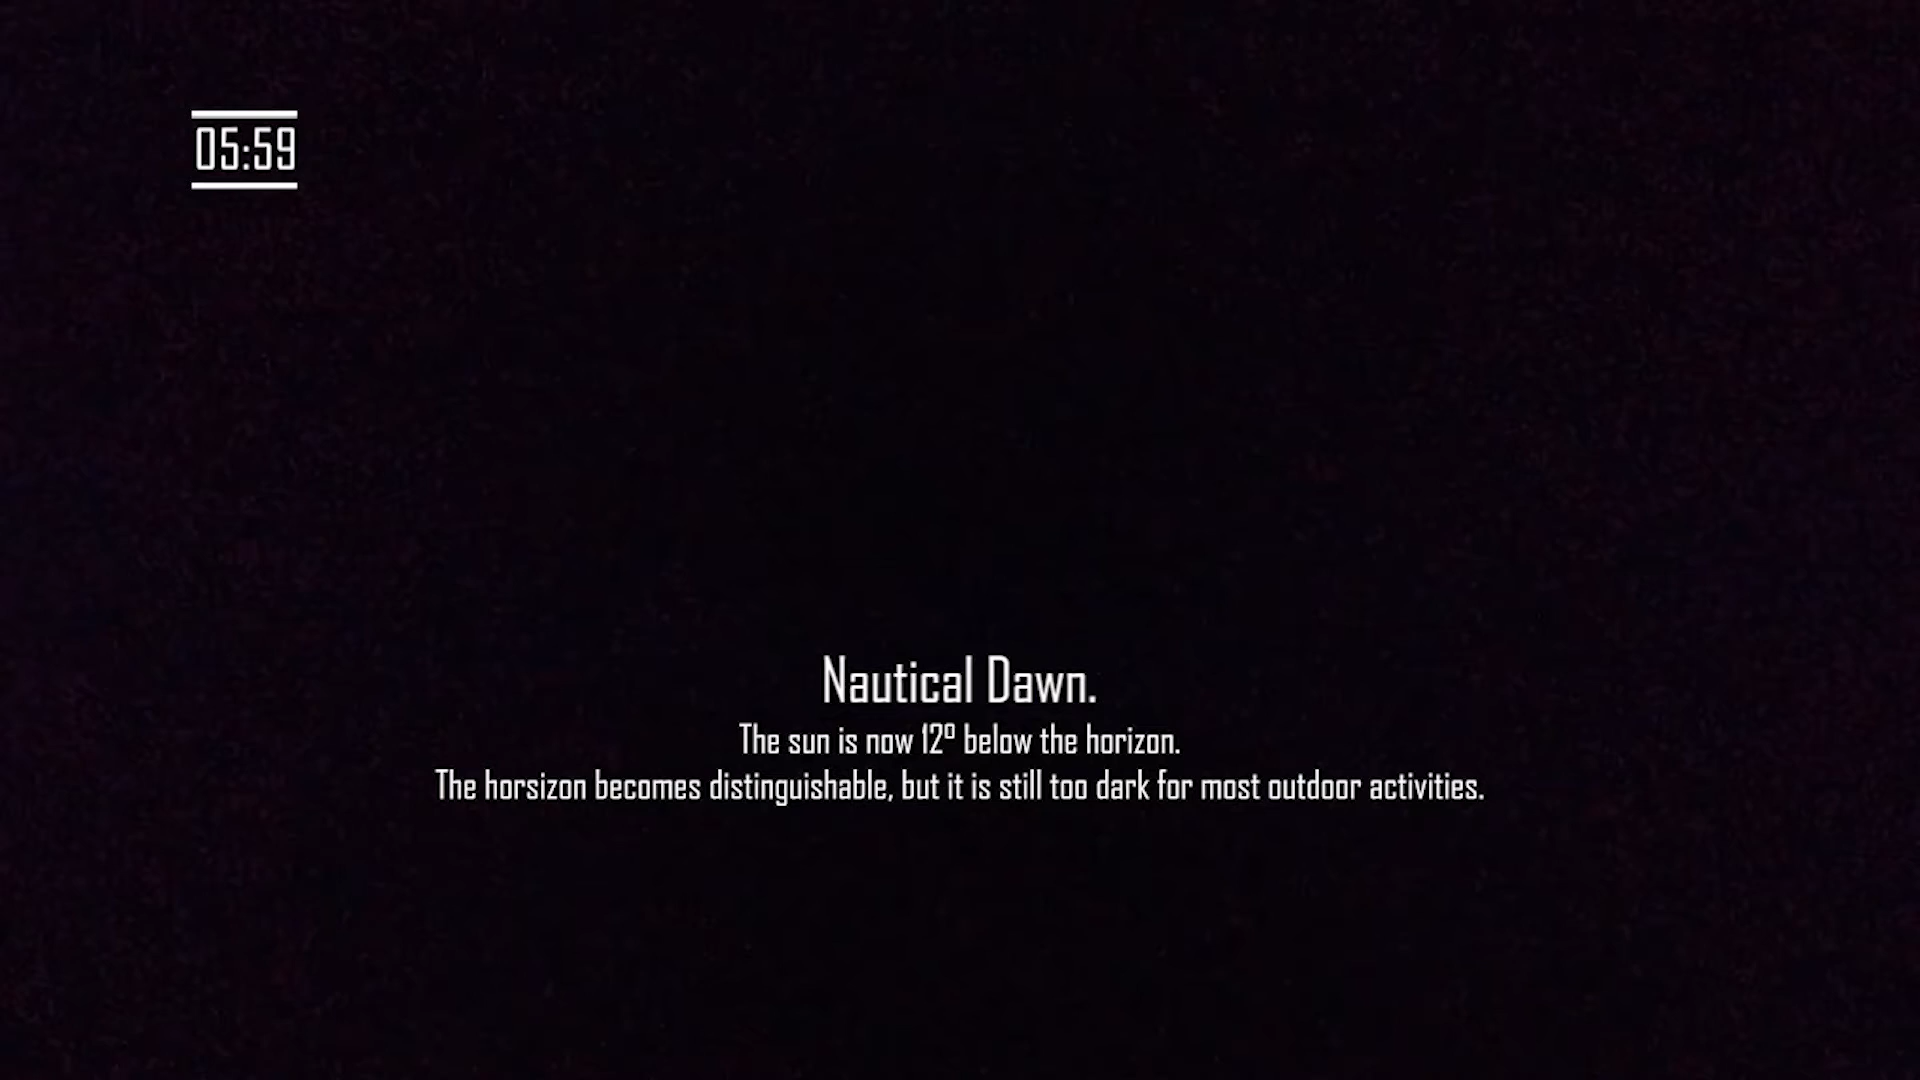 05:59
Nautical Dawn.
The sun is now 12º below the horizon.
The horsizon becomes distinguishable, but it is still too dark for most outdoor activities.